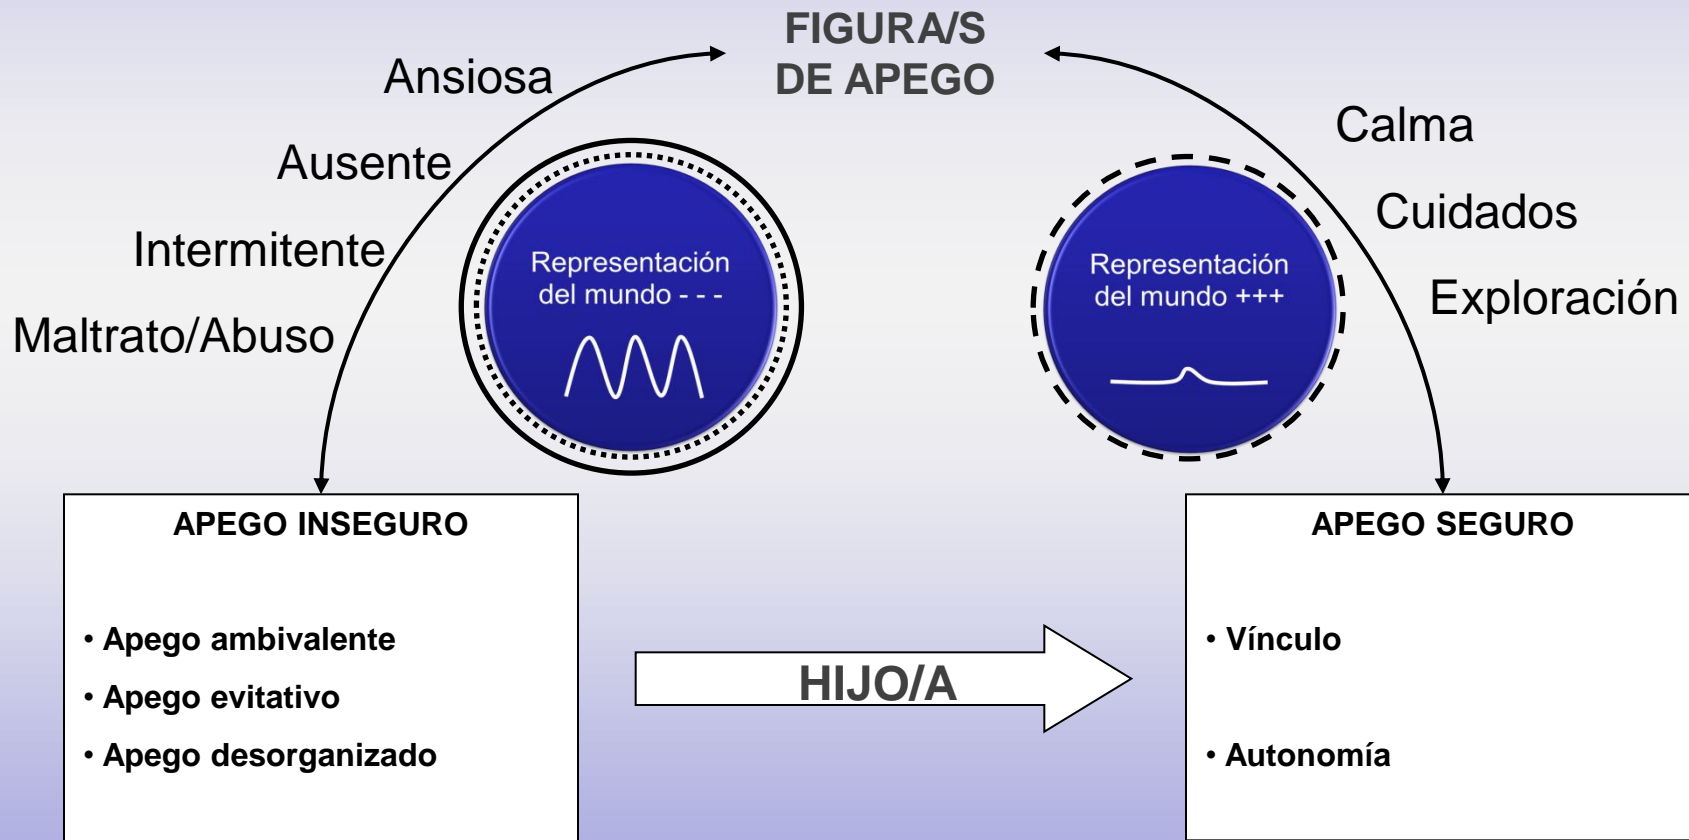 FIGURA/S
DE APEGO
Ansiosa
Ausente
Intermitente
Maltrato/Abuso
Representación
del mundo - - -
Representación
del mundo +++
Calma
Cuidados
Exploración
APEGO INSEGURO
• Apego ambivalente
• Apego evitativo
• Apego desorganizado
HIJO/A
APEGO SEGURO
• Vínculo
• Autonomía